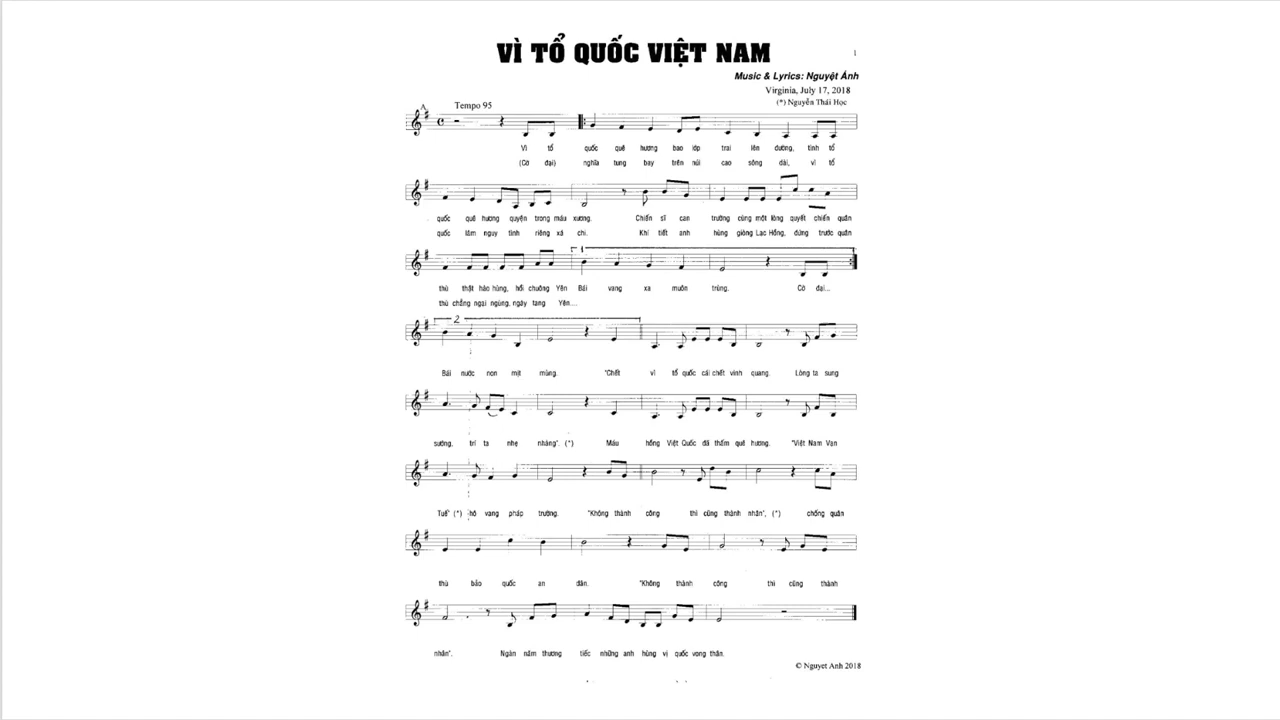 VÌ TỔ QUỐC VIỆT NAM
1
Music & Lyrics: Nguyệt Ánh
Virginia, July 17, 2018
(*) Nguyễn Thái Học
A
Tempo 95
Vì tổ quốc quê hương bao lớp trai lên đường, tình tổ
(Cờ đại) nghĩa tung bay trên núi cao sông dài, vì tổ
quốc quê hương quyện trong máu xương. Chiến sĩ can trường cùng một lòng quyết chiến quân
quốc lâm nguy tình riêng xá chi. Khí tiết anh hùng giòng Lạc Hồng, đứng trước quân
1
thù thật hào hùng, hồi chuông Yên Bái vang xa muôn trùng. Cờ đại...
thù chẳng ngại ngùng, ngày tang Yên...
2
Bái nước non mịt mùng. "Chết vì tổ quốc cái chết vinh quang. Lòng ta sung
sướng, trí ta nhẹ nhàng". (*) Máu hồng Việt Quốc đã thấm quê hương. "Việt Nam Vạn
Tuế" (*) hô vang pháp trường. "Không thành công thì cũng thành nhân", (*) chống quân
thù bảo quốc an dân. "Không thành công thì cũng thành
nhân". Ngàn năm thương tiếc những anh hùng vị quốc vong thân.
© Nguyet Anh 2018